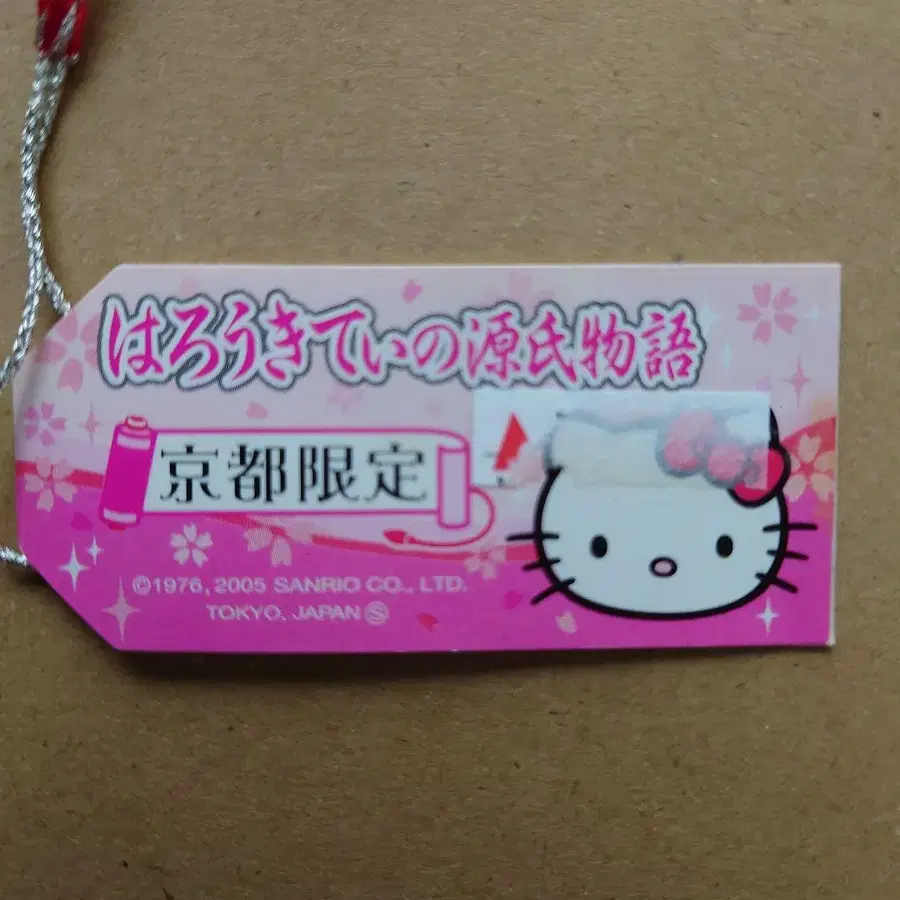 はろうきてぃの源氏物語
京都限定
©1976, 2005 SANRIO CO., LTD.
TOKYO, JAPAN Ⓢ